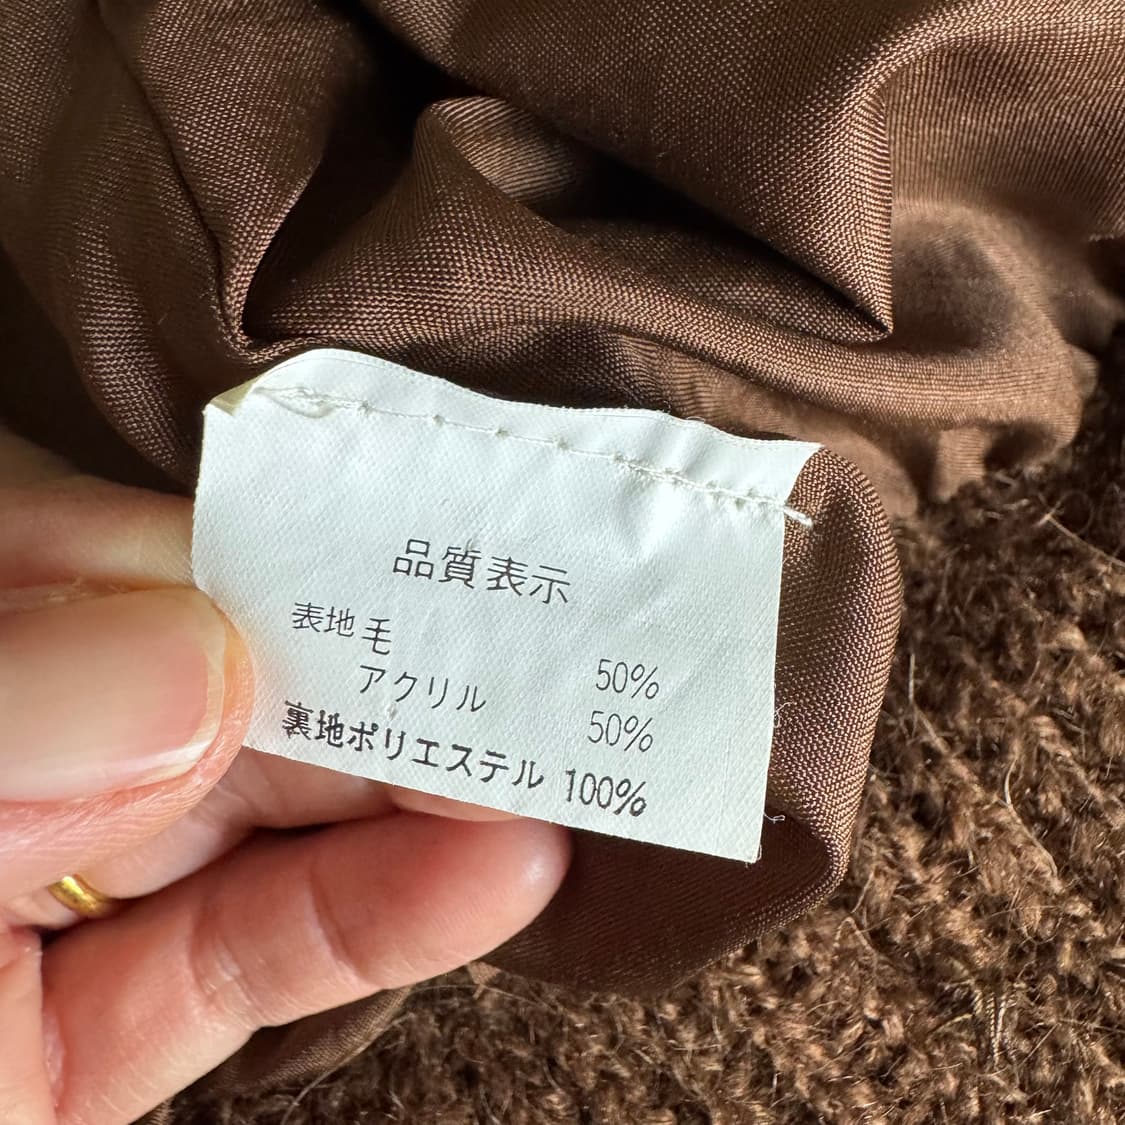 品質表示
表地 毛 50%
アクリル 50%
裏地ポリエステル 100%